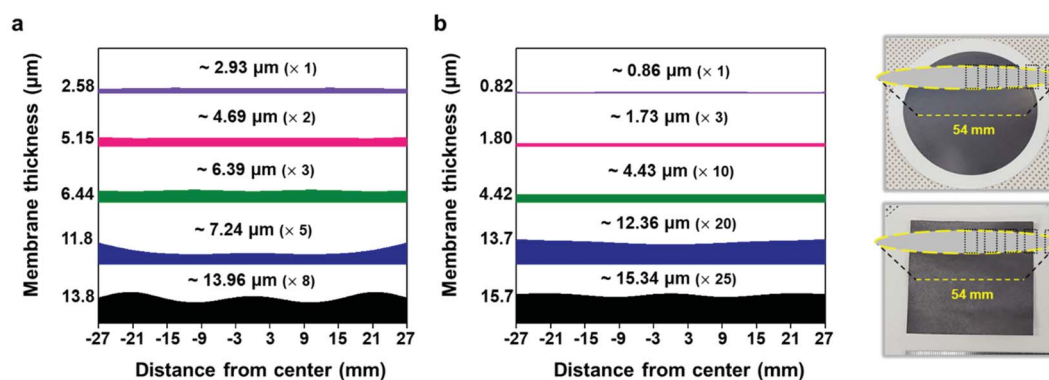 a
Membrane thickness (µm)
~ 2.93 µm (× 1)
2.58
~ 4.69 µm (× 2)
5.15
~ 6.39 µm (× 3)
6.44
~ 7.24 µm (× 5)
11.8
~ 13.96 µm (× 8)
13.8
-27 -21 -15 -9 -3 3 9 15 21 27
Distance from center (mm)
b
Membrane thickness (µm)
~ 0.86 µm (× 1)
0.82
~ 1.73 µm (× 3)
1.80
~ 4.43 µm (× 10)
4.42
~ 12.36 µm (× 20)
13.7
~ 15.34 µm (× 25)
15.7
-27 -21 -15 -9 -3 3 9 15 21 27
Distance from center (mm)
54 mm
54 mm